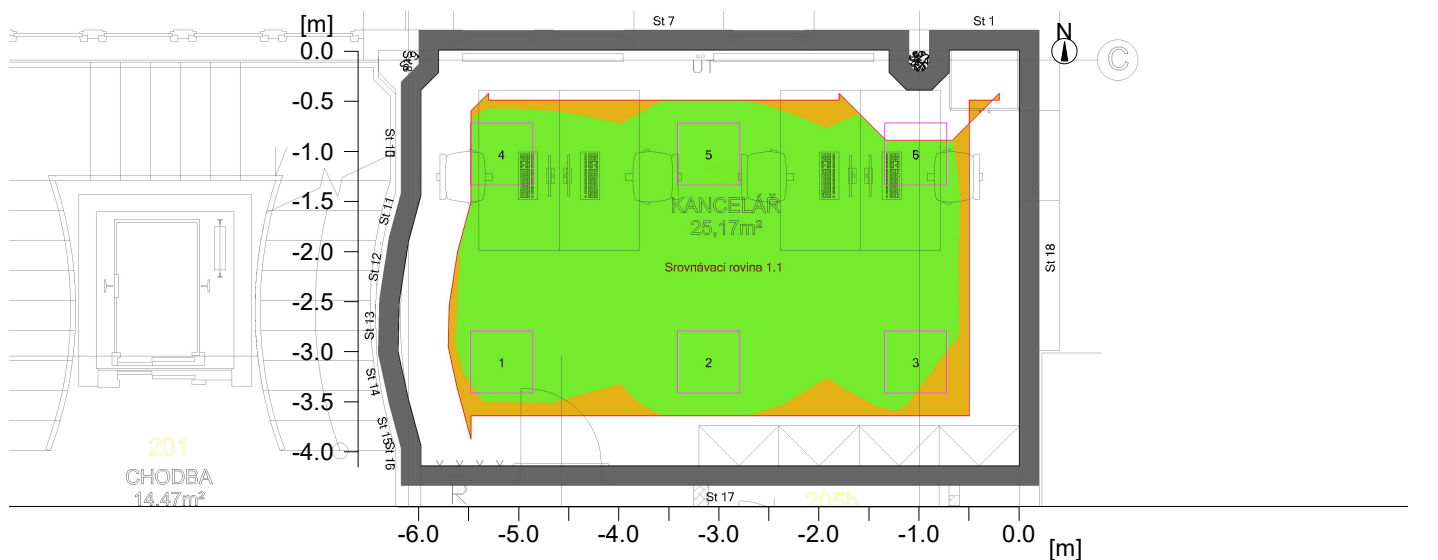 [m]
St 7
St 1
N
C
0.0
-0.5
-1.0
-1.5
-2.0
-2.5
-3.0
-3.5
-4.0
St 10
St 11
St 12
St 13
St 14
St 15
St 16
St 18
4
5
6
KANCELÁŘ
25,17m²
Srovnávací rovina 1.1
1
2
3
201
CHODBA
14.47m²
St 17
205b
-6.0
-5.0
-4.0
-3.0
-2.0
-1.0
0.0
[m]